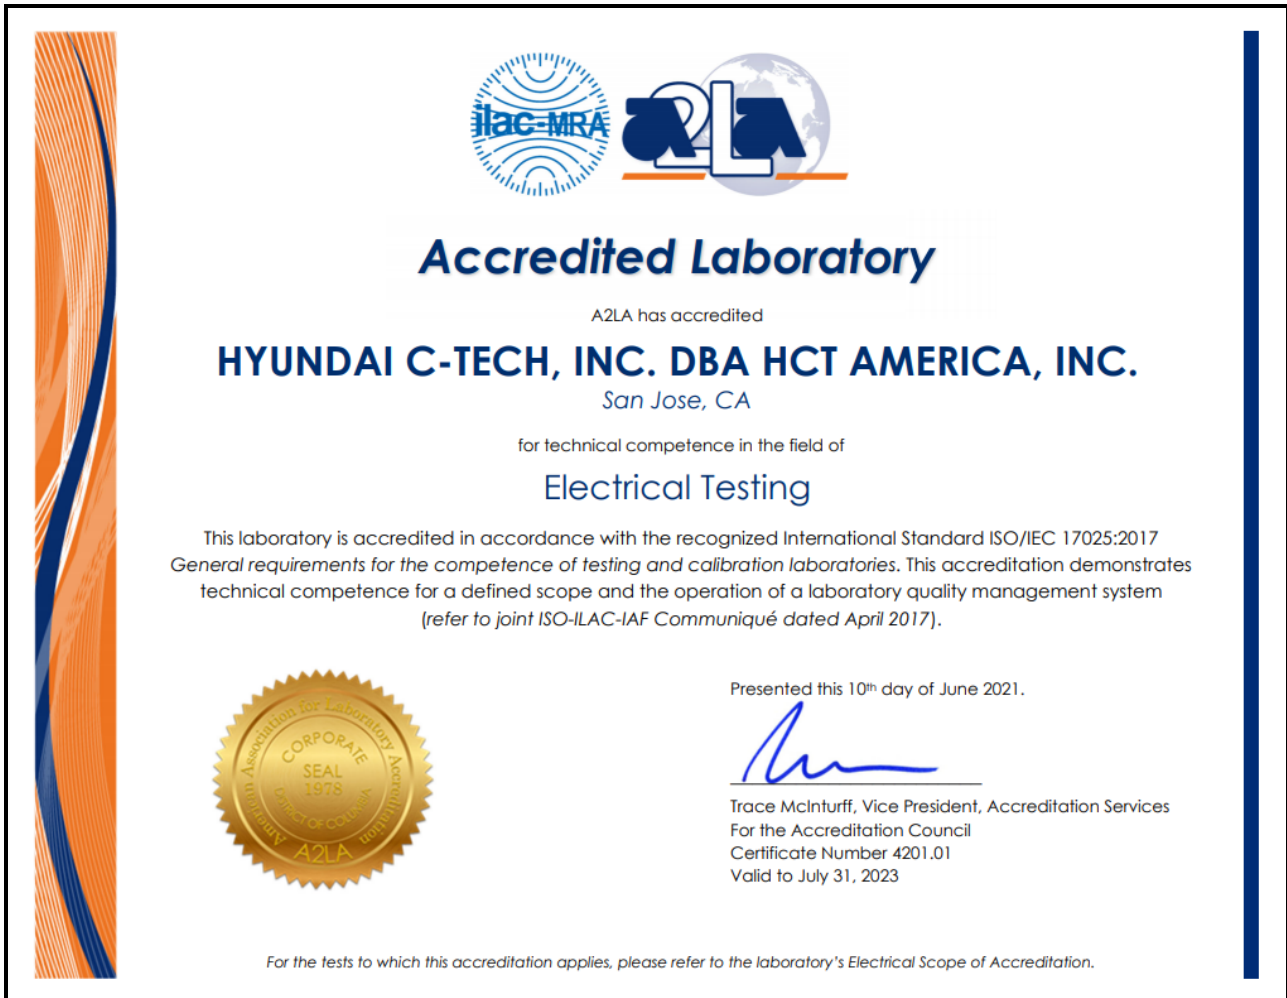 ilac-MRA
A2LA
Accredited Laboratory
A2LA has accredited
HYUNDAI C-TECH, INC. DBA HCT AMERICA, INC.
San Jose, CA
for technical competence in the field of
Electrical Testing
This laboratory is accredited in accordance with the recognized International Standard ISO/IEC 17025:2017
General requirements for the competence of testing and calibration laboratories. This accreditation demonstrates
technical competence for a defined scope and the operation of a laboratory quality management system
(refer to joint ISO-ILAC-IAF Communiqué dated April 2017).
American Association for Laboratory Accreditation
CORPORATE
SEAL
1978
DISTRICT OF COLUMBIA
A2LA
Presented this 10th day of June 2021.
Trace McInturff, Vice President, Accreditation Services
For the Accreditation Council
Certificate Number 4201.01
Valid to July 31, 2023
For the tests to which this accreditation applies, please refer to the laboratory's Electrical Scope of Accreditation.